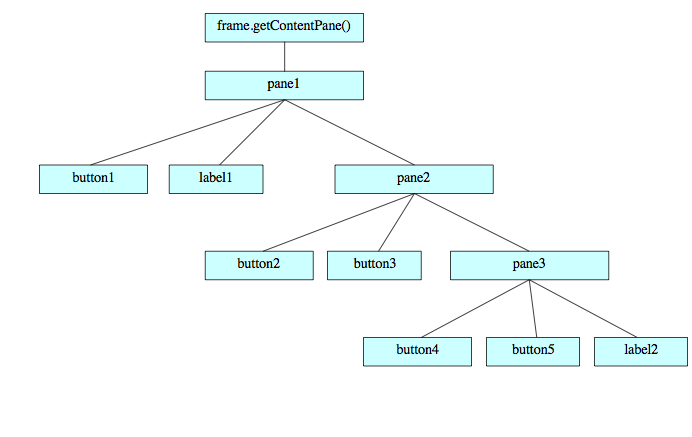 frame.getContentPane()
pane1
button1
label1
pane2
button2
button3
pane3
button4
button5
label2